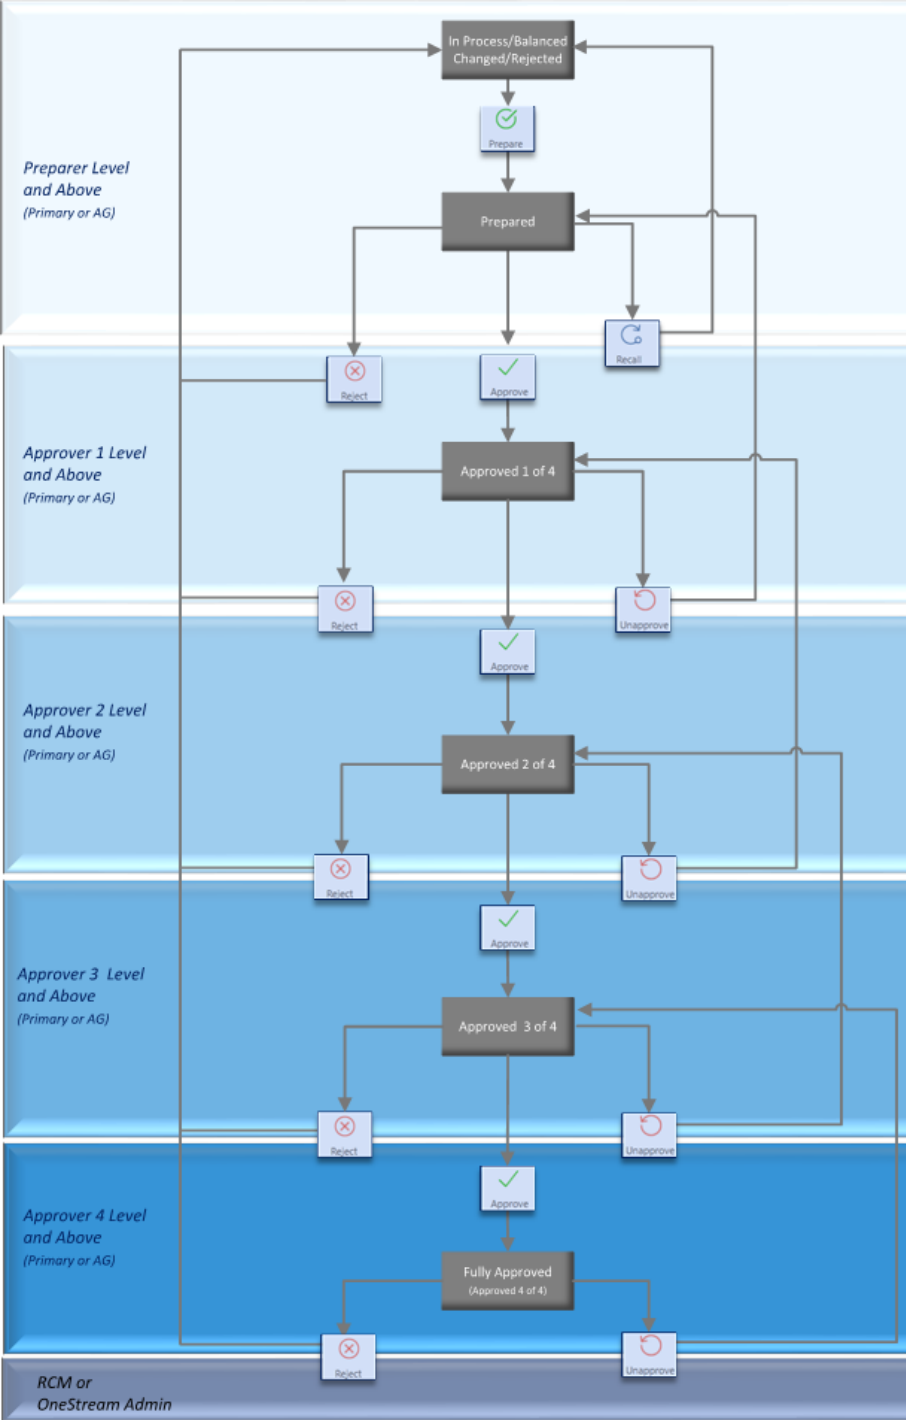 In Process/Balanced
Changed/Rejected
Prepare
Preparer Level
and Above
(Primary or AG)
Prepared
Recall
Reject
Approve
Approver 1 Level
and Above
(Primary or AG)
Approved 1 of 4
Reject
Unapprove
Approve
Approver 2 Level
and Above
(Primary or AG)
Approved 2 of 4
Reject
Unapprove
Approve
Approver 3  Level
and Above
(Primary or AG)
Approved  3 of 4
Reject
Unapprove
Approve
Approver 4 Level
and Above
(Primary or AG)
Fully Approved
(Approved 4 of 4)
Reject
Unapprove
RCM or
OneStream Admin